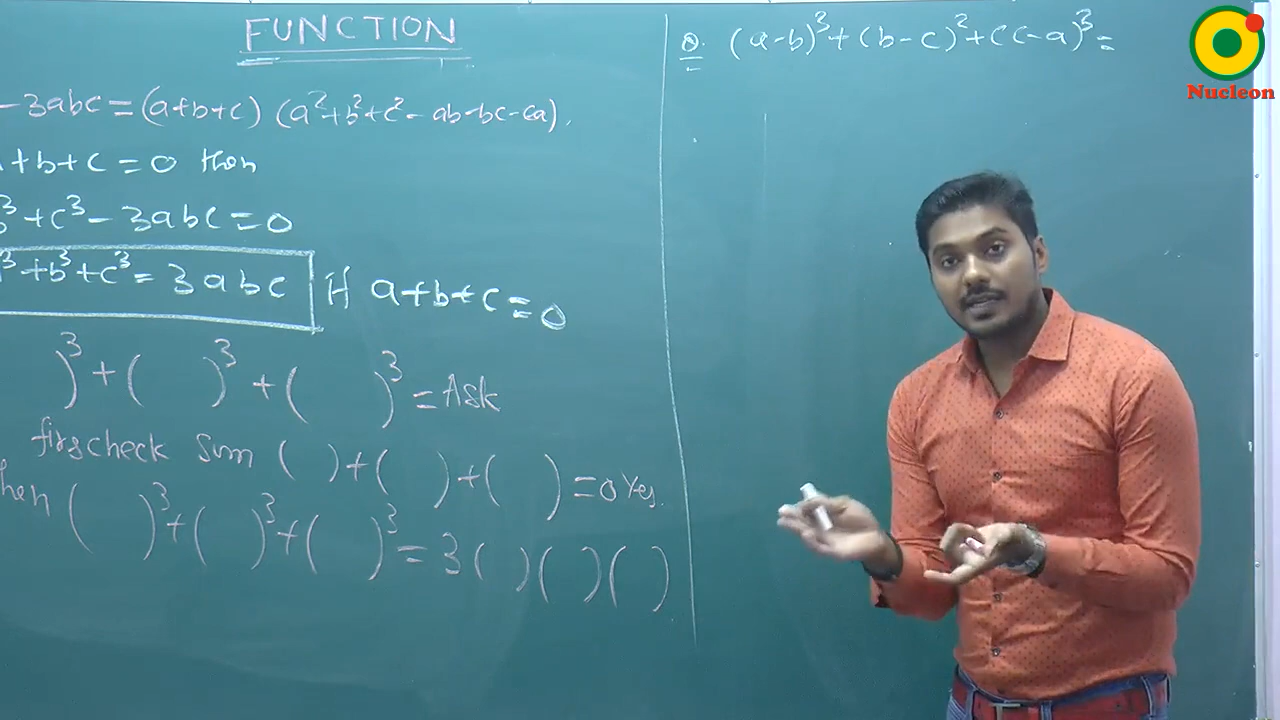 FUNCTION
- 3abc = (a+b+c) (a²+b²+c² - ab-bc-ca).
+b+c = 0 then
b³+c³ - 3abc = 0
³+b³+c³ = 3abc If a+b+c = 0
)³+( )³+( )³ = Ask
firscheck sum ( )+( )+( ) = 0 Yes.
hen ( )³+( )³+( )³ = 3( )( )( )
Q. (a-b)³+(b-c)²+(c-a)³=
Nucleon